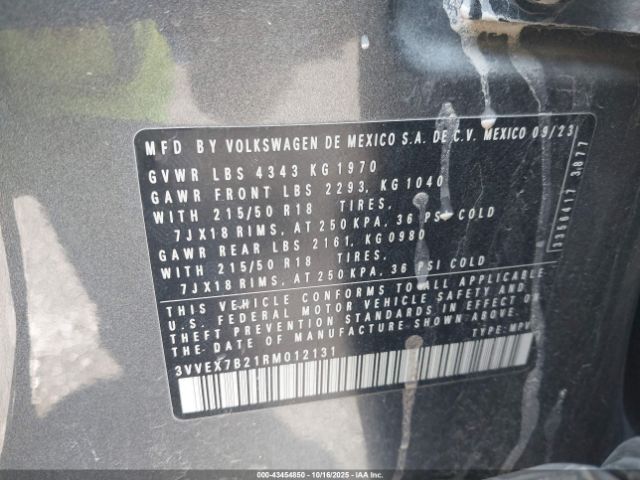 MFD BY VOLKSWAGEN DE MEXICO S.A. DE C.V. MEXICO 09/23
GVWR LBS 4343 KG 1970
GAWR FRONT LBS 2293, KG 1040
WITH 215/50 R18 TIRES,
7JX18 RIMS, AT 250 KPA, 36 PSI COLD
GAWR REAR LBS 2161, KG 0980
WITH 215/50 R18 TIRES,
7JX18 RIMS, AT 250 KPA, 36 PSI COLD
THIS VEHICLE CONFORMS TO ALL APPLICABLE
U.S. FEDERAL MOTOR VEHICLE SAFETY AND
THEFT PREVENTION STANDARDS IN EFFECT ON
THE DATE OF MANUFACTURE SHOWN ABOVE.
3VVEX7B21RM012131
TYPE: MPV
3877
000-43454850 | 10/16/2025 | IAA Inc.